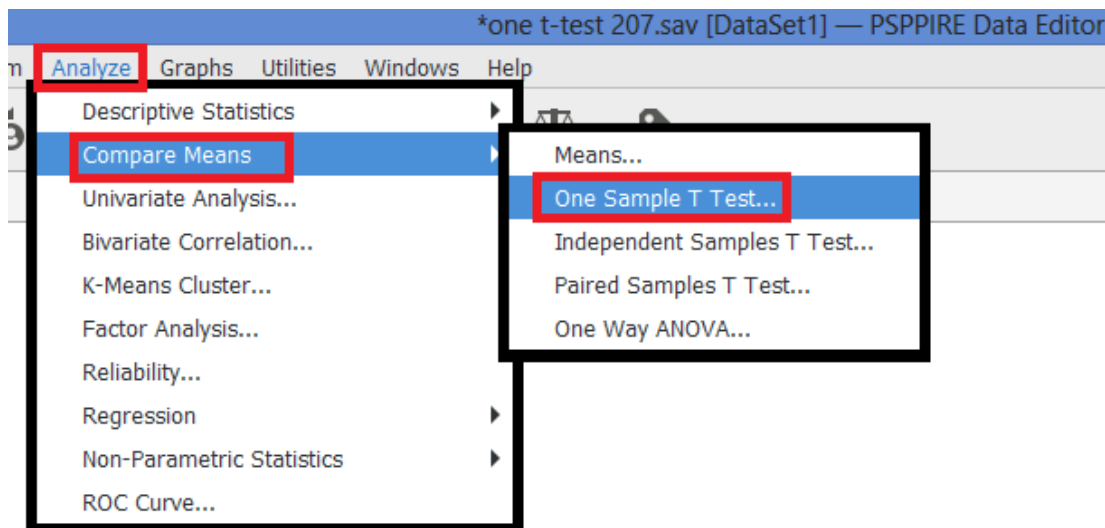 *one t-test 207.sav [DataSet1] — PSPPIRE Data Editor
Analyze Graphs Utilities Windows Help
Descriptive Statistics
Compare Means
Univariate Analysis...
Bivariate Correlation...
K-Means Cluster...
Factor Analysis...
Reliability...
Regression
Non-Parametric Statistics
ROC Curve...
Means...
One Sample T Test...
Independent Samples T Test...
Paired Samples T Test...
One Way ANOVA...